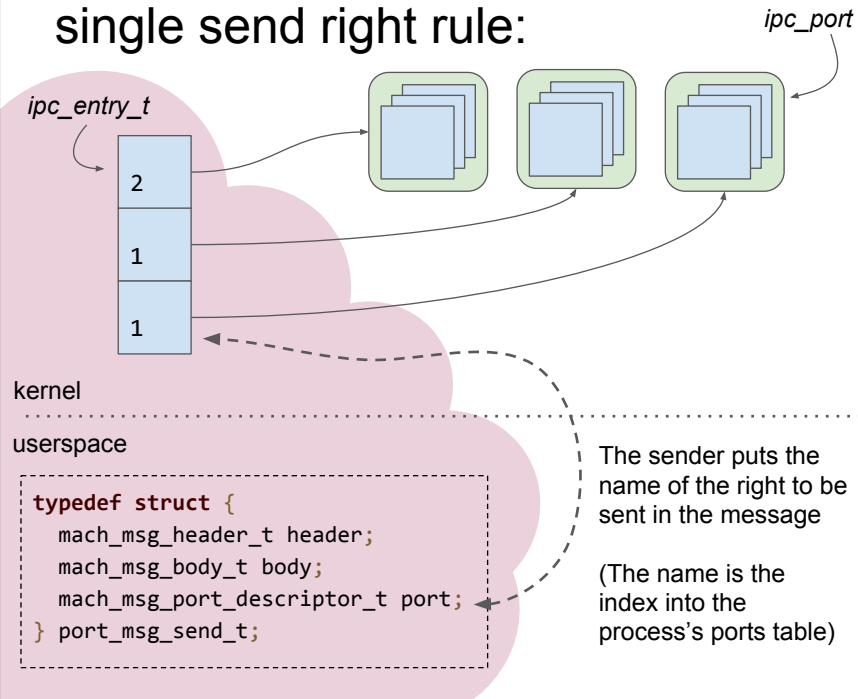 single send right rule:
ipc_port
ipc_entry_t
2
1
1
kernel
userspace
typedef struct {
  mach_msg_header_t header;
  mach_msg_body_t body;
  mach_msg_port_descriptor_t port;
} port_msg_send_t;
The sender puts the
name of the right to be
sent in the message
(The name is the
index into the
process’s ports table)